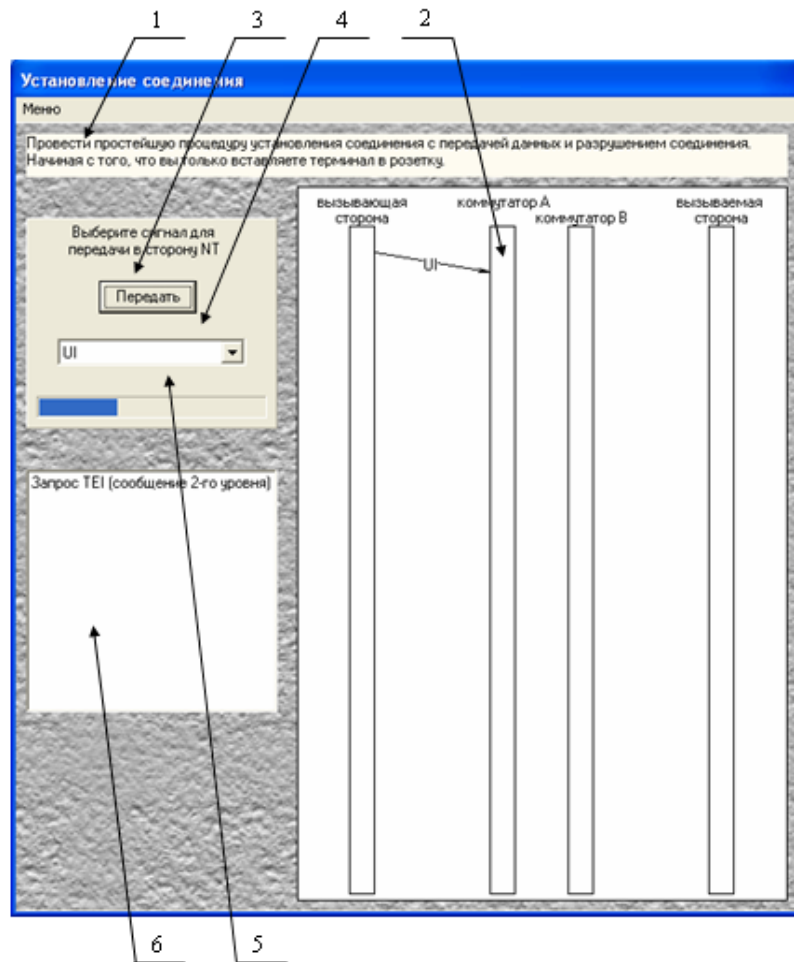 1 3 4 2
Установление соединения
Меню
Провести простейшую процедуру установления соединения с передачей данных и разрушением соединения.
Начиная с того, что вы только вставляете терминал в розетку.
Выберите сигнал для
передачи в сторону NT
Передать
UI
Запрос TEI (сообщение 2-го уровня)
вызывающая
сторона
коммутатор A
коммутатор B
вызываемая
сторона
UI
6 5